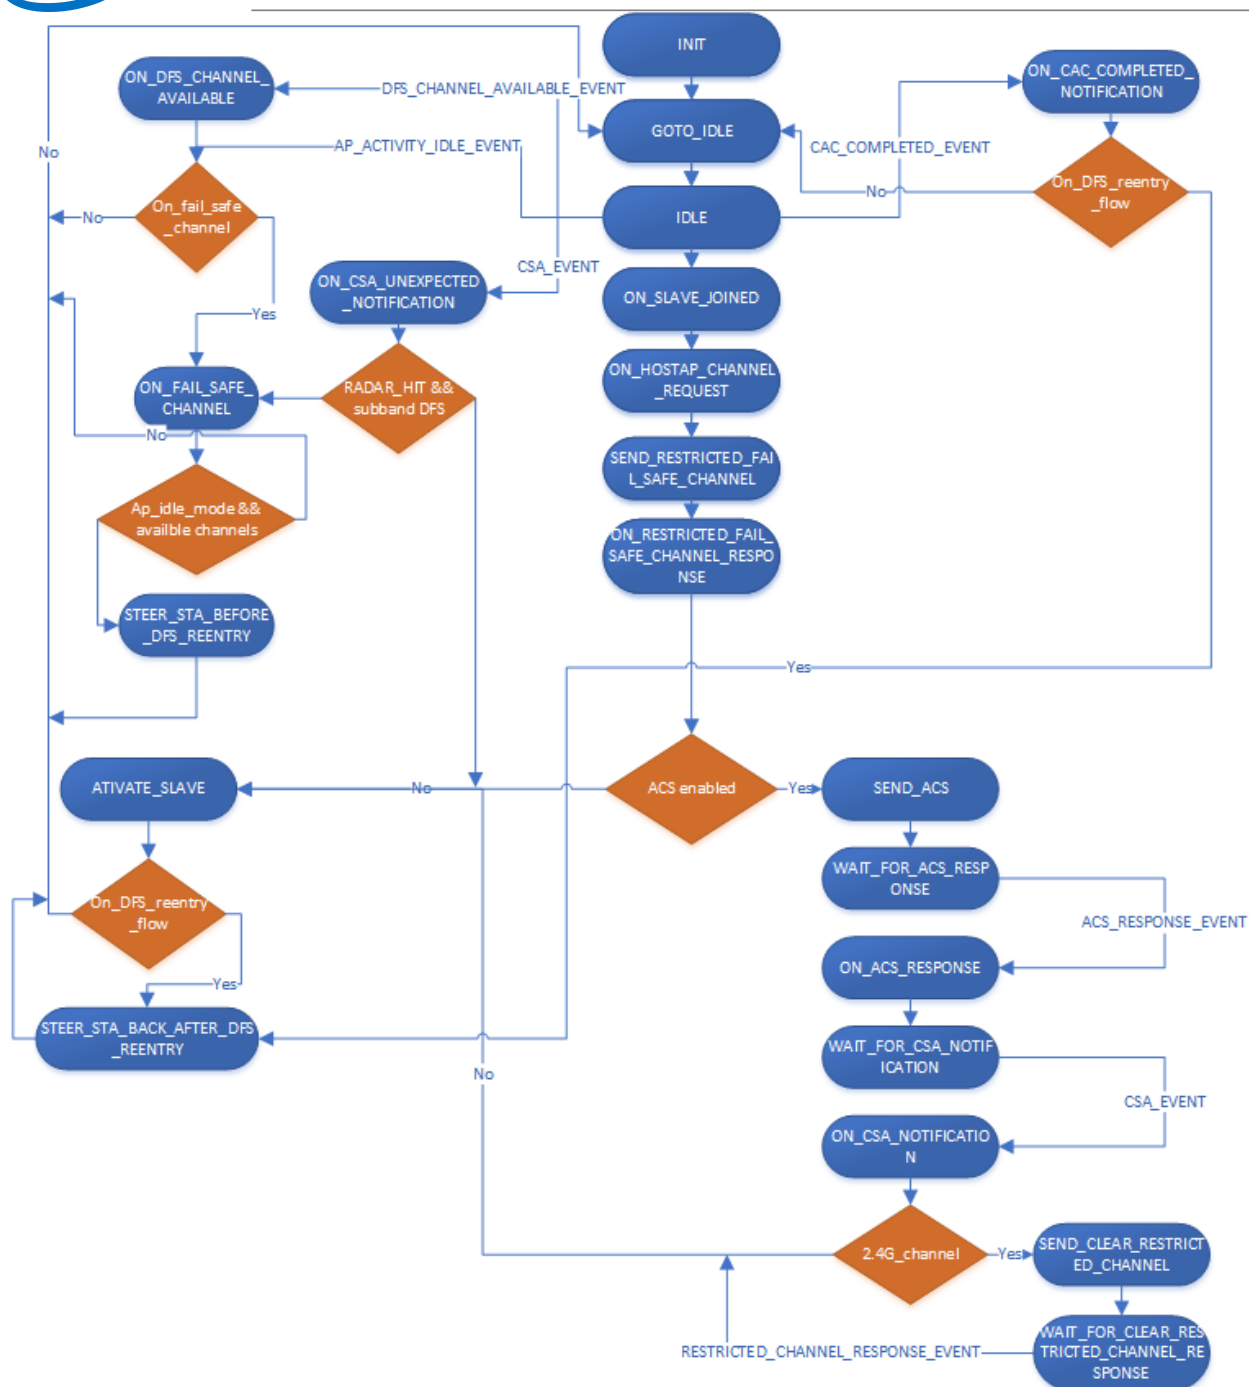 INIT
ON_DFS_CHANNEL_
AVAILABLE
DFS_CHANNEL_AVAILABLE_EVENT
ON_CAC_COMPLETED_
NOTIFICATION
GOTO_IDLE
No
AP_ACTIVITY_IDLE_EVENT
CAC_COMPLETED_EVENT
On_fail_safe
_channel
No
IDLE
No
On_DFS_reentry
_flow
CSA_EVENT
ON_CSA_UNEXPECTED
_NOTIFICATION
ON_SLAVE_JOINED
Yes
ON_FAIL_SAFE_
CHANNEL
RADAR_HIT &&
subband DFS
ON_HOSTAP_CHANNEL
_REQUEST
No
SEND_RESTRICTED_FAI
L_SAFE_CHANNEL
Ap_idle_mode &&
availble channels
ON_RESTRICTED_FAIL_
SAFE_CHANNEL_RESPO
NSE
STEER_STA_BEFORE
_DFS_REENTRY
Yes
ATIVATE_SLAVE
No
ACS enabled
Yes
SEND_ACS
WAIT_FOR_ACS_RESP
ONSE
On_DFS_reentry
_flow
ACS_RESPONSE_EVENT
Yes
ON_ACS_RESPONSE
STEER_STA_BACK_AFTER_DFS
_REENTRY
WAIT_FOR_CSA_NOTIF
ICATION
No
CSA_EVENT
ON_CSA_NOTIFICATIO
N
2.4G_channel
Yes
SEND_CLEAR_RESTRICT
ED_CHANNEL
RESTRICTED_CHANNEL_RESPONSE_EVENT
WAIT_FOR_CLEAR_RES
TRICTED_CHANNEL_RE
SPONSE